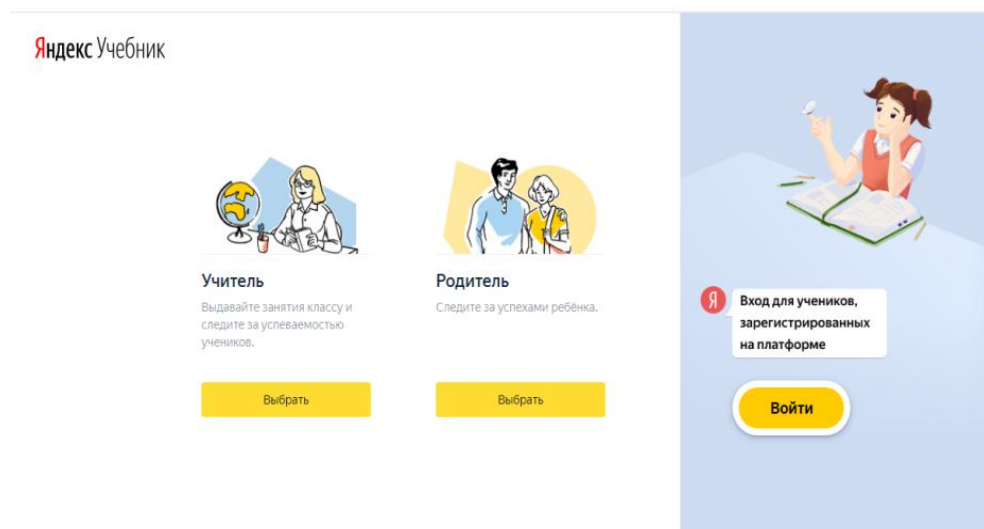 Яндекс Учебник
Учитель
Выдавайте занятия классу и
следите за успеваемостью
учеников.
Выбрать
Родитель
Следите за успехами ребёнка.
Выбрать
Я
Вход для учеников,
зарегистрированных
на платформе
Войти